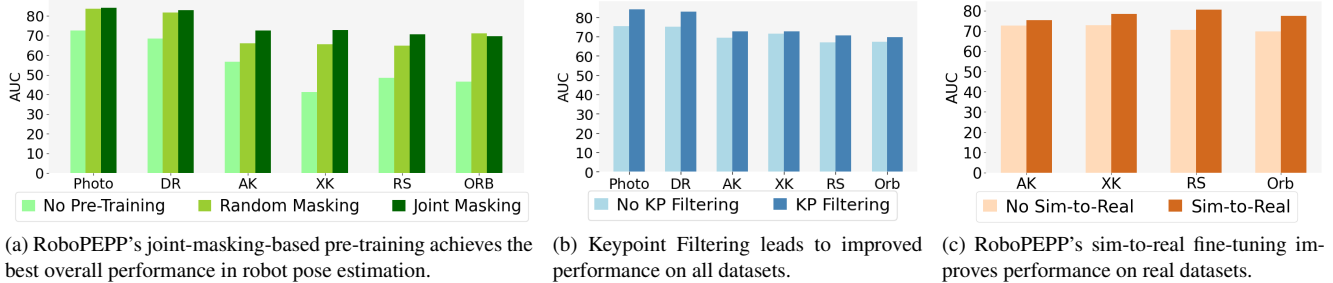 AUC
80
70
60
50
40
30
20
10
0
Photo DR AK XK RS ORB
No Pre-Training Random Masking Joint Masking
(a) RoboPEPP's joint-masking-based pre-training achieves the
best overall performance in robot pose estimation.
AUC
80
70
60
50
40
30
20
10
0
Photo DR AK XK RS Orb
No KP Filtering KP Filtering
(b) Keypoint Filtering leads to improved
performance on all datasets.
AUC
80
70
60
50
40
30
20
10
0
AK XK RS Orb
No Sim-to-Real Sim-to-Real
(c) RoboPEPP's sim-to-real fine-tuning im-
proves performance on real datasets.